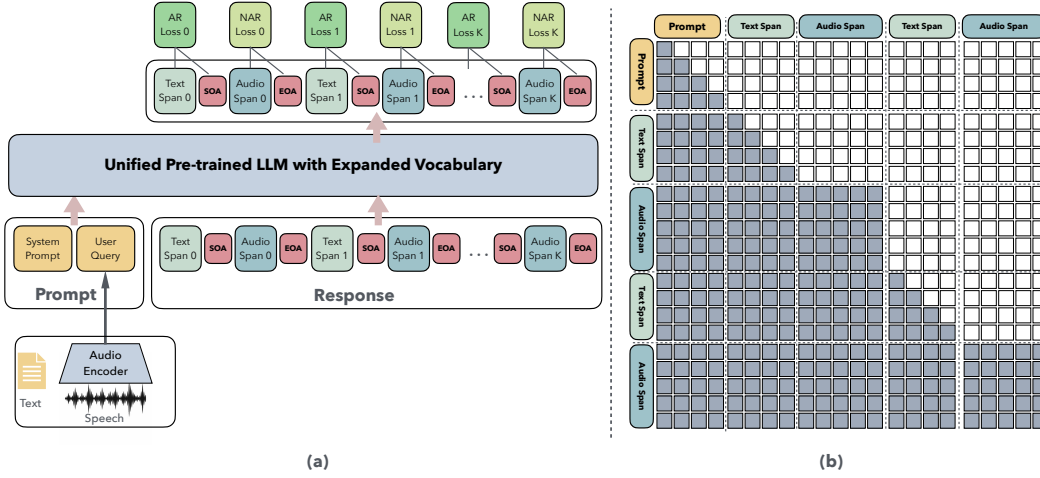 AR
Loss 0
NAR
Loss 0
AR
Loss 1
NAR
Loss 1
AR
Loss K
NAR
Loss K
Text
Span 0
SOA
Audio
Span 0
EOA
Text
Span 1
SOA
Audio
Span 1
EOA
...
SOA
Audio
Span K
EOA
Unified Pre-trained LLM with Expanded Vocabulary
System
Prompt
User
Query
Prompt
Text
Span 0
SOA
Audio
Span 0
EOA
Text
Span 1
SOA
Audio
Span 1
EOA
...
SOA
Audio
Span K
EOA
Response
Audio
Encoder
Text
Speech
(a)
Prompt
Text Span
Audio Span
Text Span
Audio Span
Prompt
Text Span
Audio Span
Text Span
Audio Span
(b)